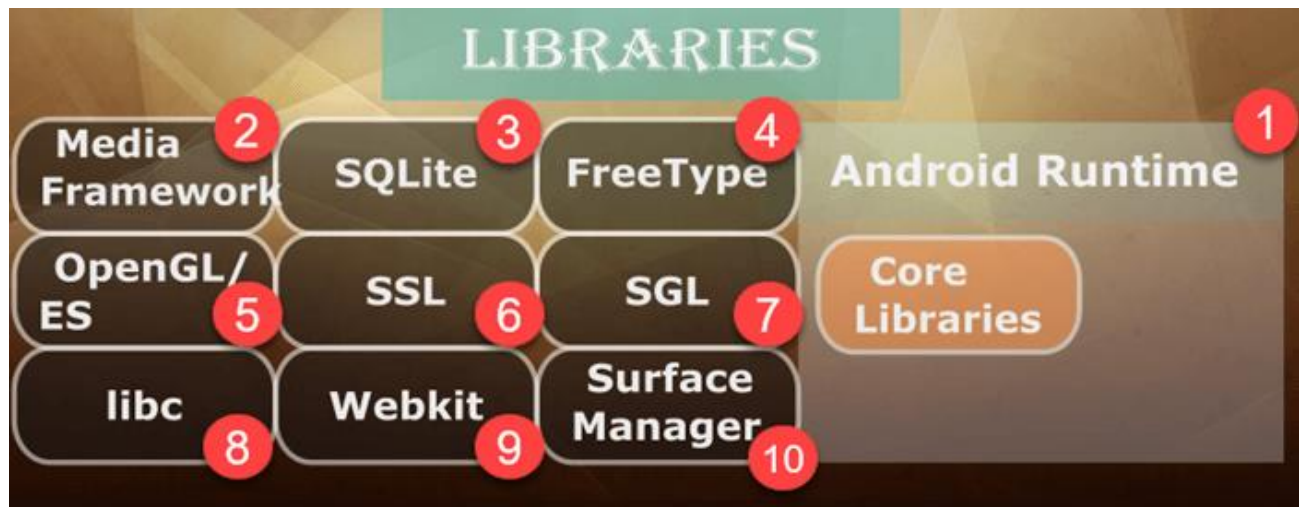 LIBRARIES
2
3
4
1
Media
Framework
SQLite
FreeType
Android Runtime
OpenGL/
ES
5
SSL
6
SGL
7
Core
Libraries
libc
8
Webkit
9
Surface
Manager
10